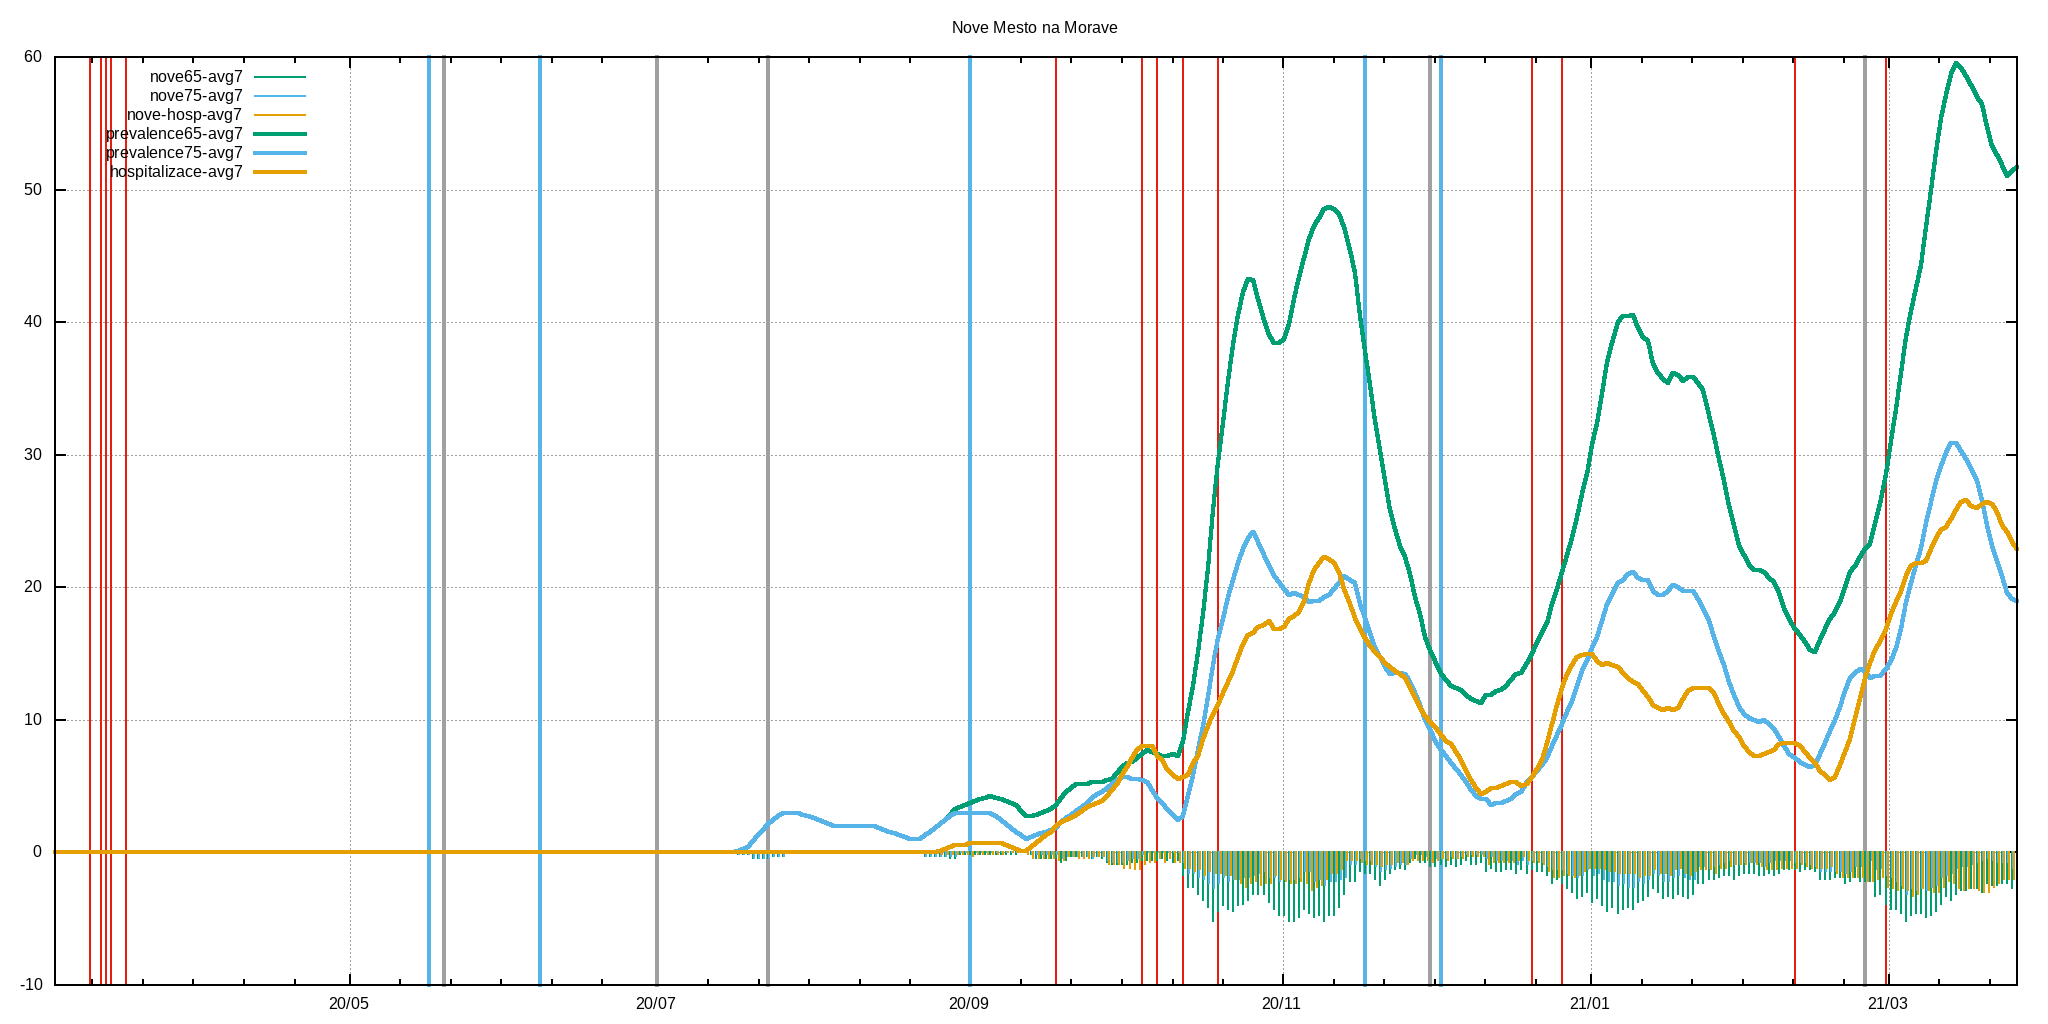 Nove Mesto na Morave
60
nove65-avg7
nove75-avg7
nove-hosp-avg7
prevalence65-avg7
prevalence75-avg7
hospitalizace-avg7
50
40
30
20
10
0
-10
20/05 20/07 20/09 20/11 21/01 21/03